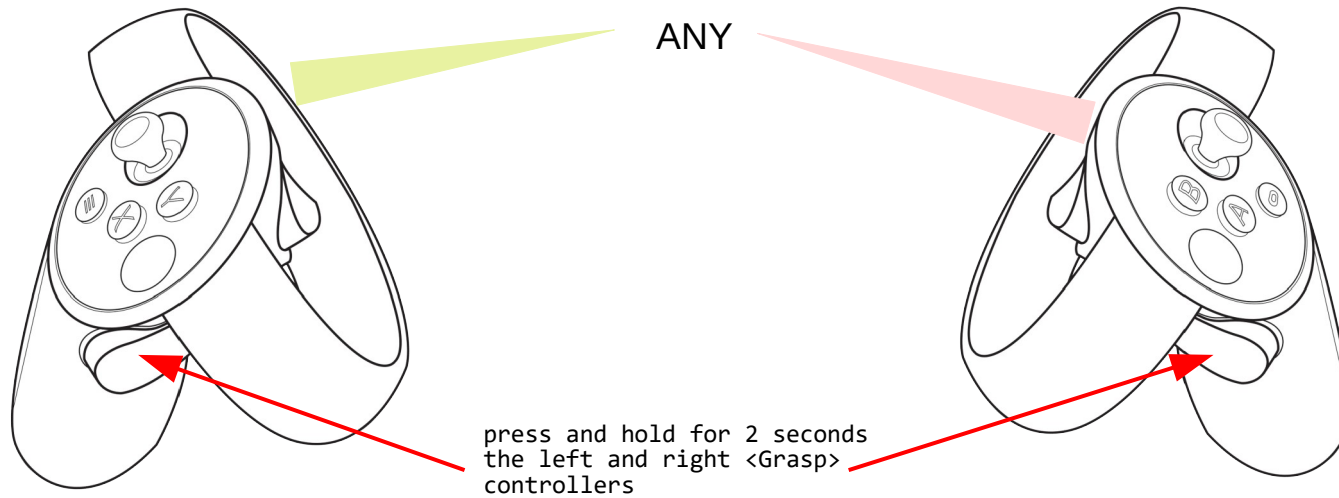 ANY
Y
X
B
A
press and hold for 2 seconds
the left and right <Grasp>
controllers